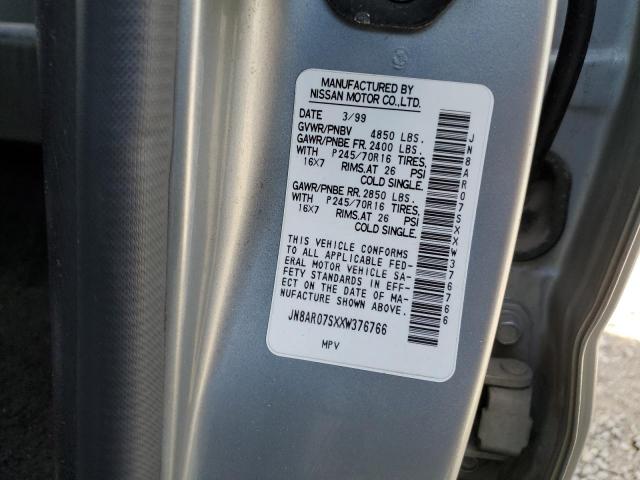 MANUFACTURED BY
NISSAN MOTOR CO.,LTD.
DATE 3/99
GVWR/PNBV 4850 LBS.
GAWR/PNBE FR. 2400 LBS.
WITH P245/70R16 TIRES,
16X7 RIMS,AT 26 PSI
COLD SINGLE.
GAWR/PNBE RR. 2850 LBS.
WITH P245/70R16 TIRES,
16X7 RIMS,AT 26 PSI
COLD SINGLE.
THIS VEHICLE CONFORMS
TO ALL APPLICABLE FED-
ERAL MOTOR VEHICLE SA-
FETY STANDARDS IN EFF-
ECT ON THE DATE OF MA-
NUFACTURE SHOWN ABOVE.
JN8AR07SXXW376766
MPV
JN8AR07SXXW376766